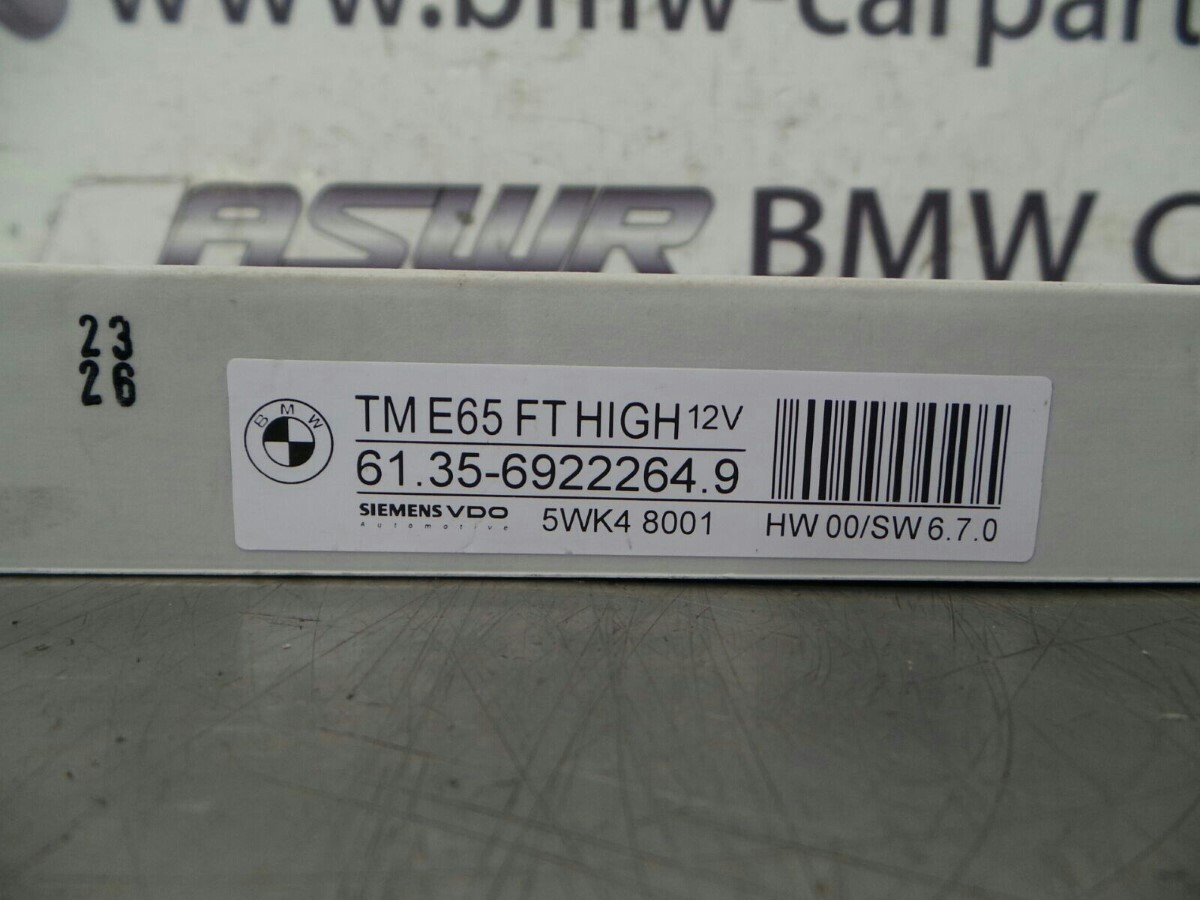 www.bmw-carpart
ASWR BMW C
23
26
BMW
TM E65 FT HIGH 12V
61.35-6922264.9
SIEMENS VDO
Automotive
5WK4 8001
HW 00/SW 6.7.0